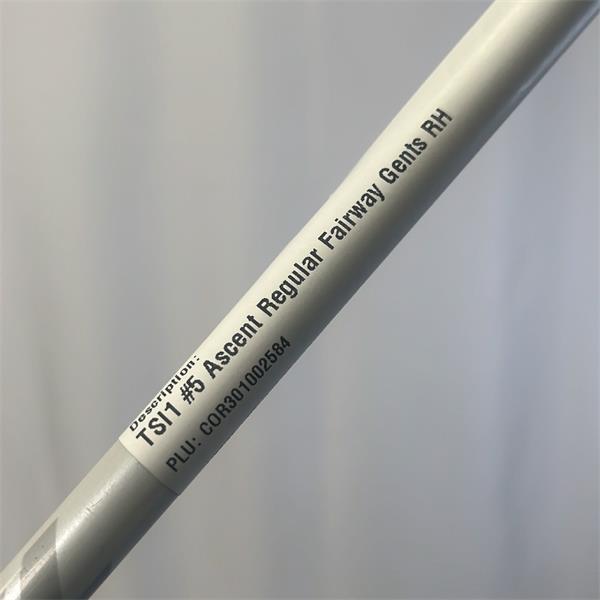 Description:
TSI1 #5 Ascent Regular Fairway Gents RH
PLU: COR301002584